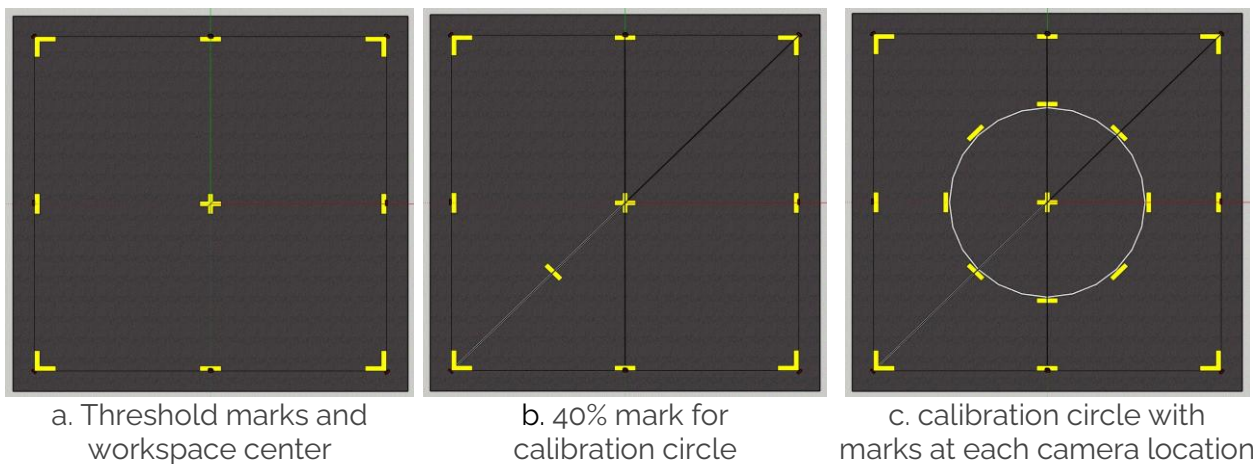 a. Threshold marks and
workspace center
b. 40% mark for
calibration circle
c. calibration circle with
marks at each camera location